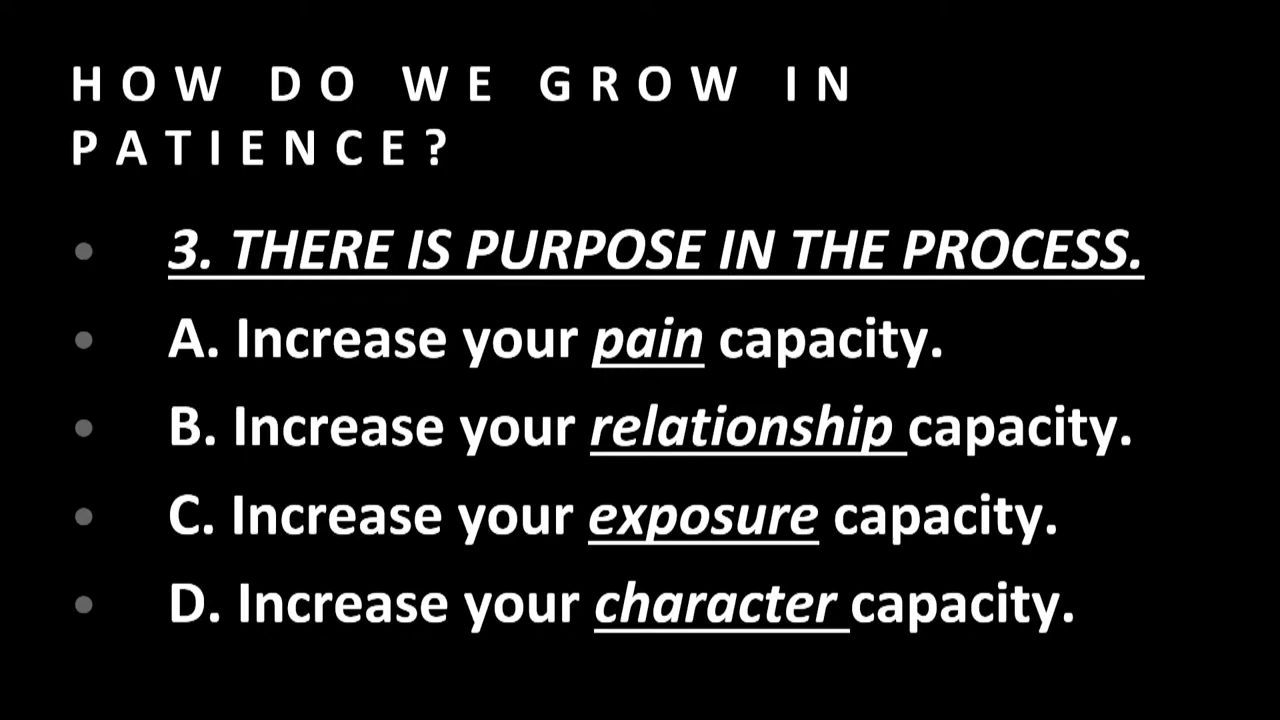 HOW DO WE GROW IN
PATIENCE?
3. THERE IS PURPOSE IN THE PROCESS.
A. Increase your pain capacity.
B. Increase your relationship capacity.
C. Increase your exposure capacity.
D. Increase your character capacity.